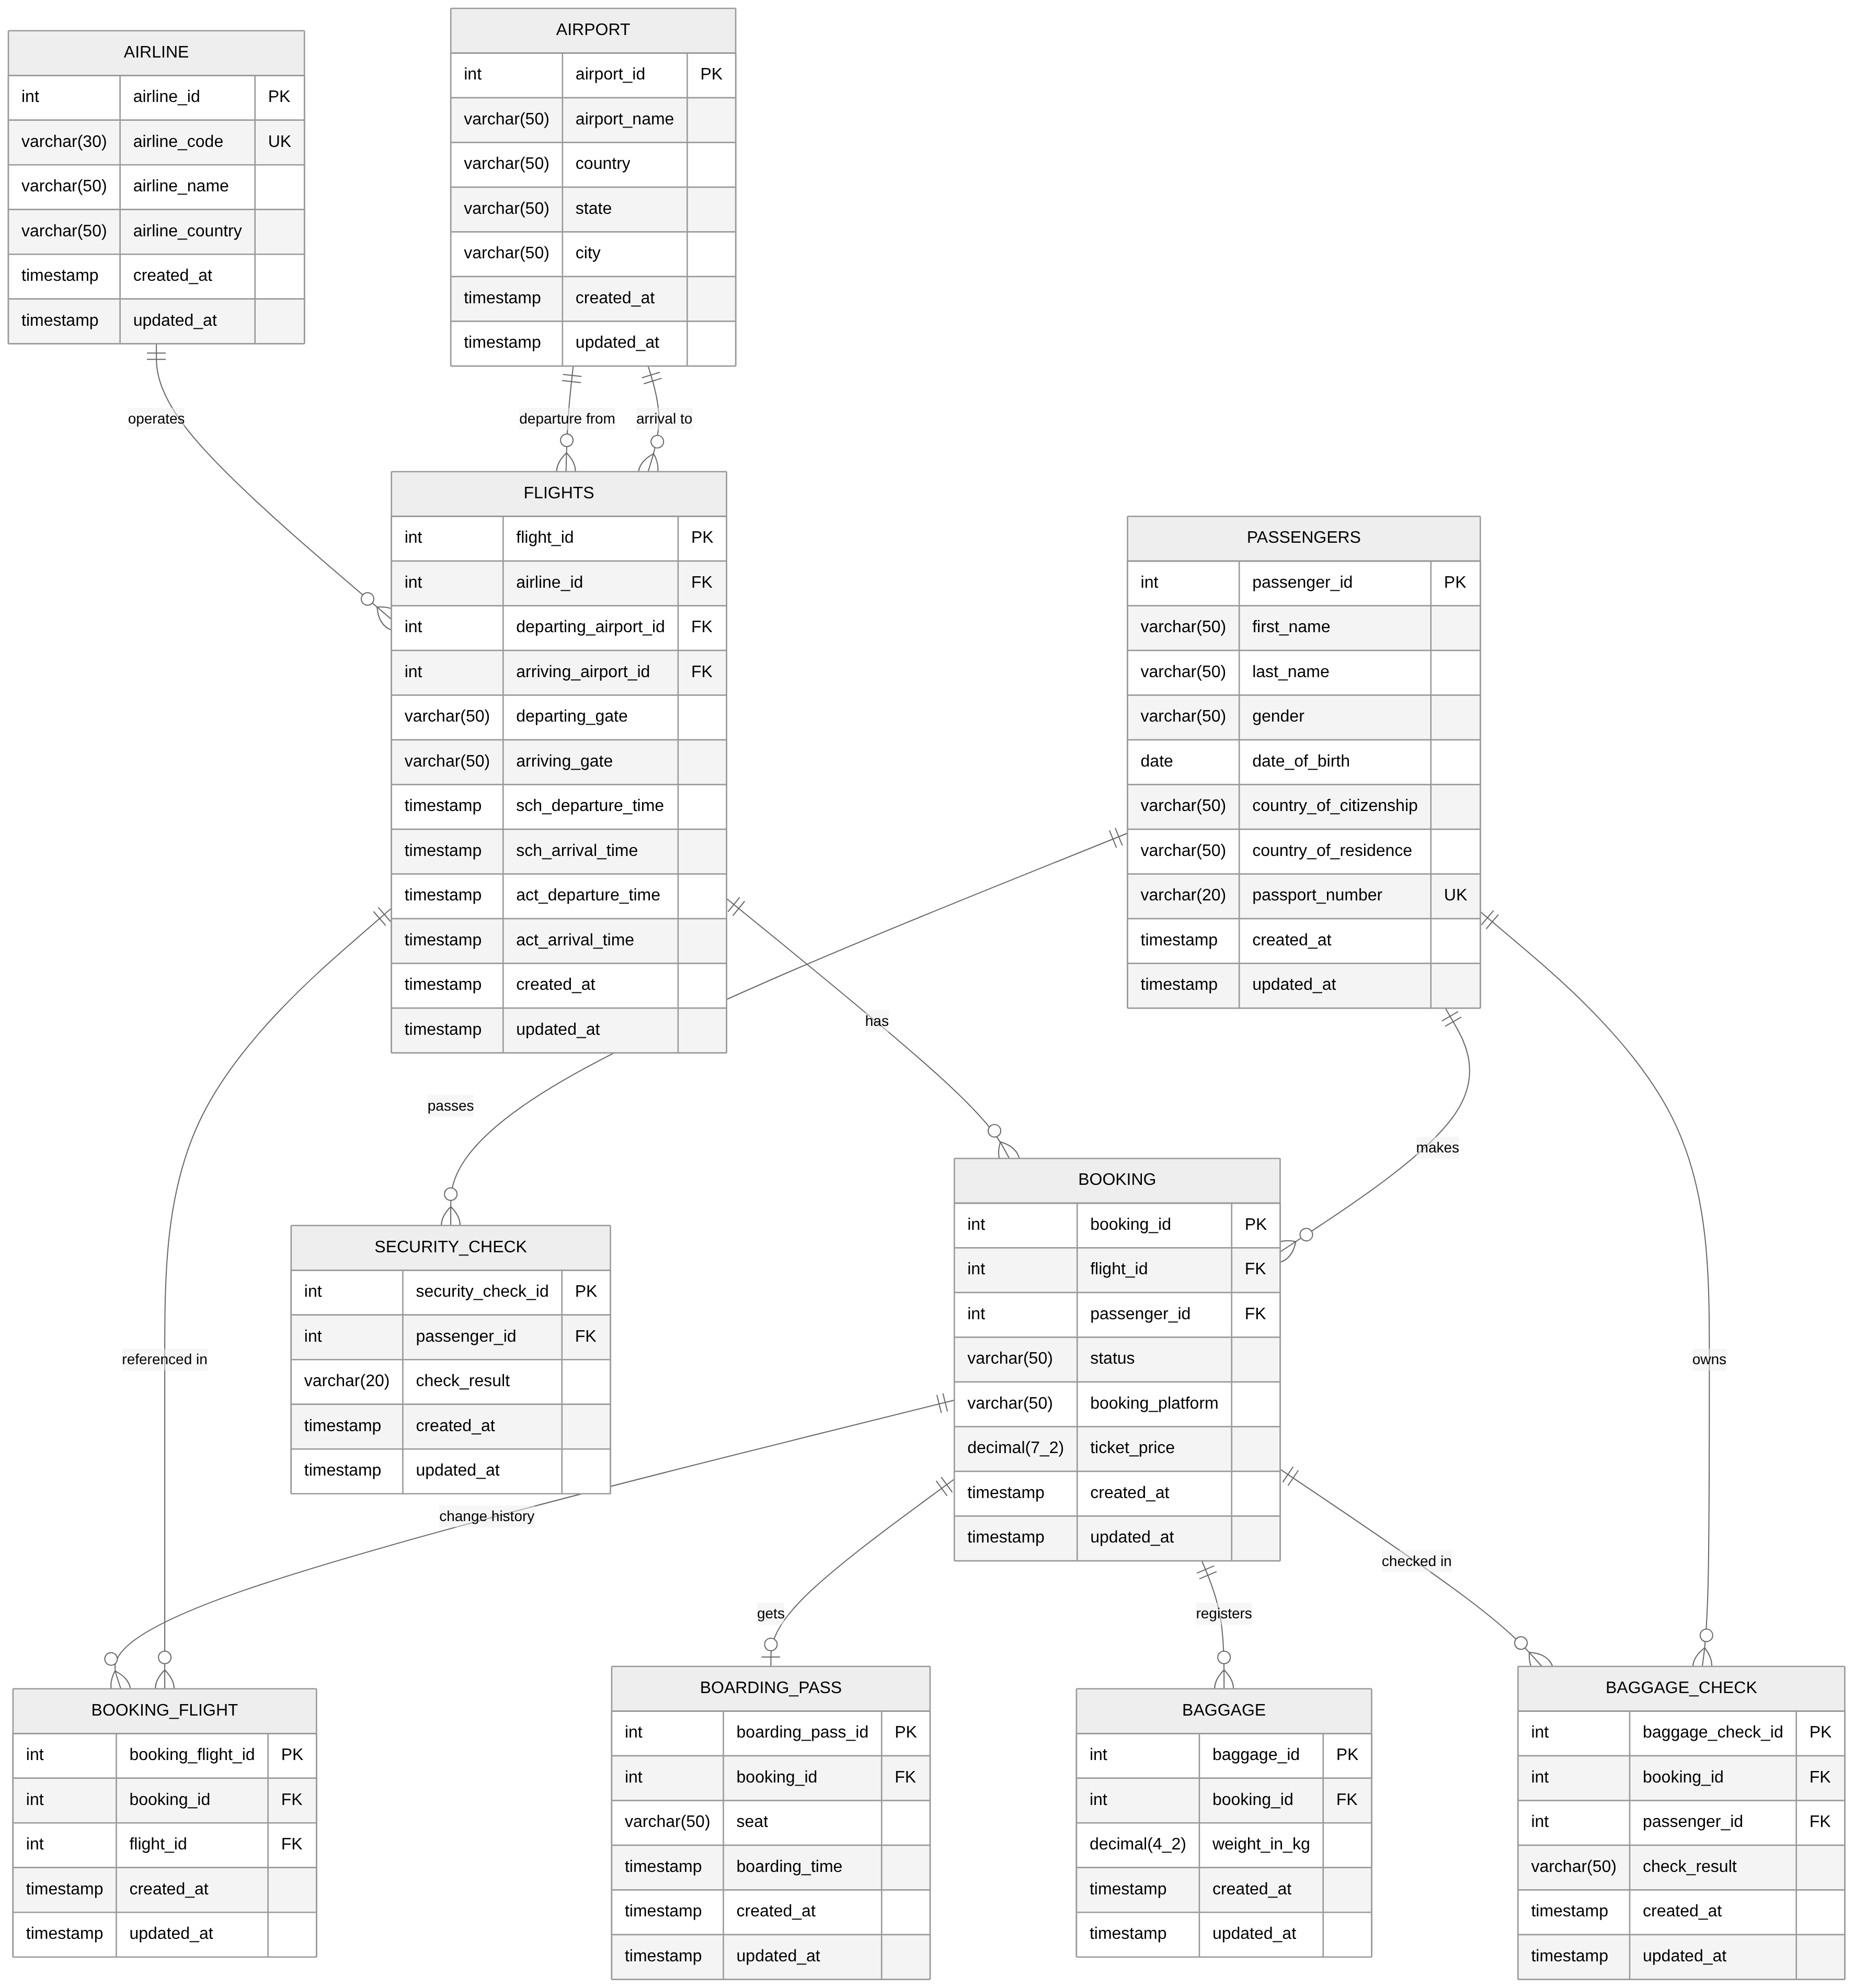 AIRLINE
int airline_id PK
varchar(30) airline_code UK
varchar(50) airline_name
varchar(50) airline_country
timestamp created_at
timestamp updated_at
AIRPORT
int airport_id PK
varchar(50) airport_name
varchar(50) country
varchar(50) state
varchar(50) city
timestamp created_at
timestamp updated_at
operates
departure from
arrival to
FLIGHTS
int flight_id PK
int airline_id FK
int departing_airport_id FK
int arriving_airport_id FK
varchar(50) departing_gate
varchar(50) arriving_gate
timestamp sch_departure_time
timestamp sch_arrival_time
timestamp act_departure_time
timestamp act_arrival_time
timestamp created_at
timestamp updated_at
PASSENGERS
int passenger_id PK
varchar(50) first_name
varchar(50) last_name
varchar(50) gender
date date_of_birth
varchar(50) country_of_citizenship
varchar(50) country_of_residence
varchar(20) passport_number UK
timestamp created_at
timestamp updated_at
has
passes
makes
SECURITY_CHECK
int security_check_id PK
int passenger_id FK
varchar(20) check_result
timestamp created_at
timestamp updated_at
BOOKING
int booking_id PK
int flight_id FK
int passenger_id FK
varchar(50) status
varchar(50) booking_platform
decimal(7_2) ticket_price
timestamp created_at
timestamp updated_at
referenced in
owns
change history
checked in
gets
registers
BOOKING_FLIGHT
int booking_flight_id PK
int booking_id FK
int flight_id FK
timestamp created_at
timestamp updated_at
BOARDING_PASS
int boarding_pass_id PK
int booking_id FK
varchar(50) seat
timestamp boarding_time
timestamp created_at
timestamp updated_at
BAGGAGE
int baggage_id PK
int booking_id FK
decimal(4_2) weight_in_kg
timestamp created_at
timestamp updated_at
BAGGAGE_CHECK
int baggage_check_id PK
int booking_id FK
int passenger_id FK
varchar(50) check_result
timestamp created_at
timestamp updated_at